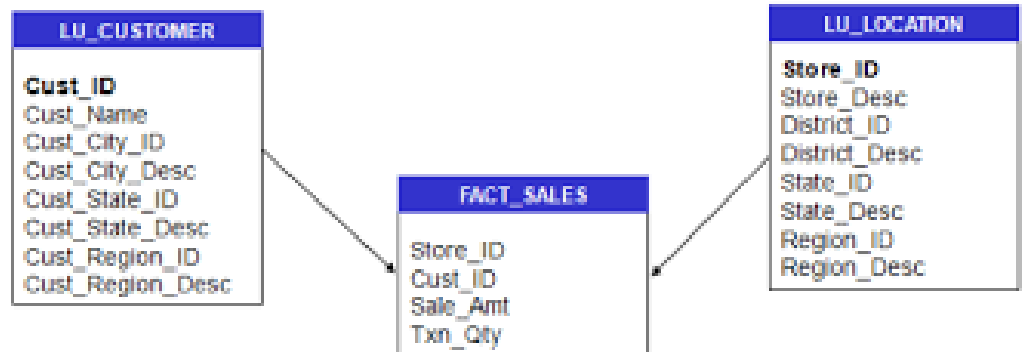 LU_CUSTOMER
Cust_ID
Cust_Name
Cust_City_ID
Cust_City_Desc
Cust_State_ID
Cust_State_Desc
Cust_Region_ID
Cust_Region_Desc
FACT_SALES
Store_ID
Cust_ID
Sale_Amt
Txn_Qty
LU_LOCATION
Store_ID
Store_Desc
District_ID
District_Desc
State_ID
State_Desc
Region_ID
Region_Desc